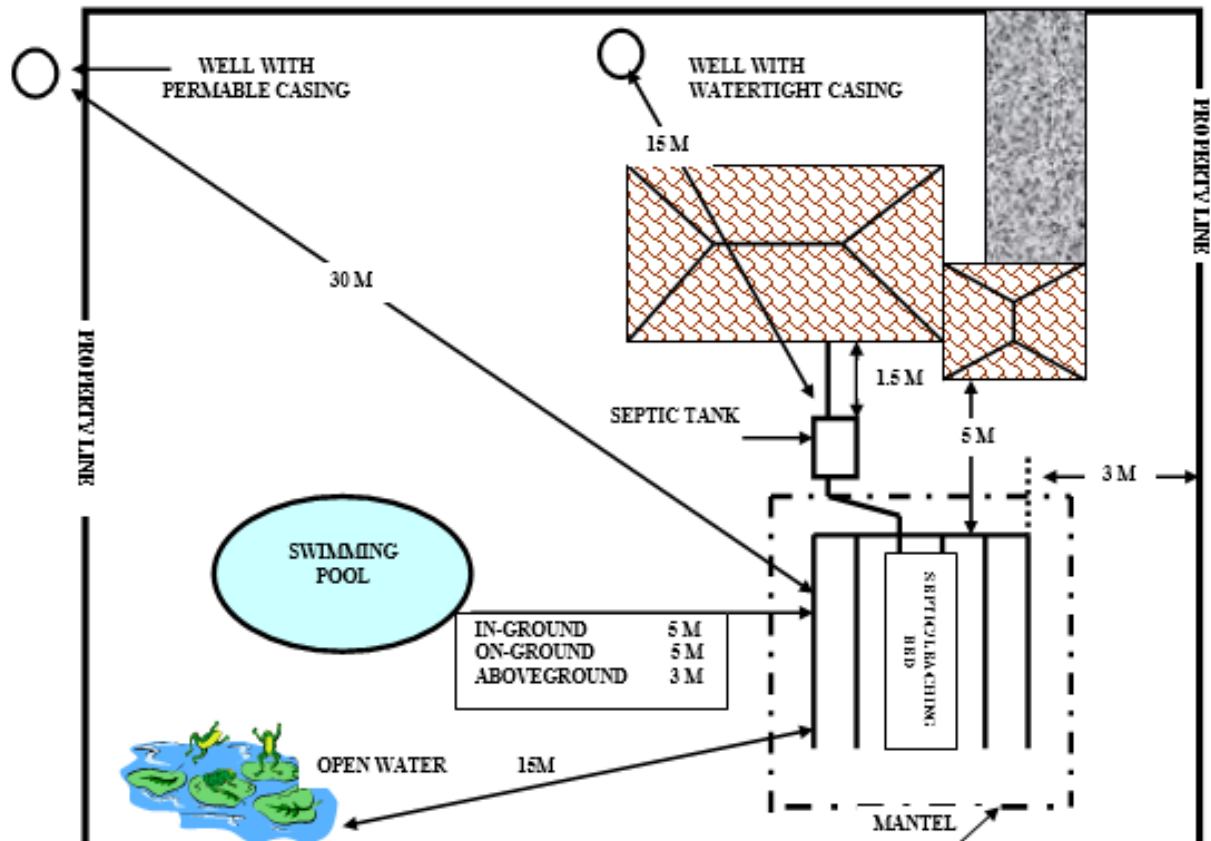 WELL WITH
PERMABLE CASING
WELL WITH
WATERTIGHT CASING
PROPERTY LINE
15 M
30 M
PROPERTY LINE
1.5 M
SEPTIC TANK
5 M
3 M
SWIMMING
POOL
SEPTIC LEACHING
BED
IN-GROUND 5 M
ON-GROUND 5 M
ABOVEGROUND 3 M
OPEN WATER 15M
MANTEL